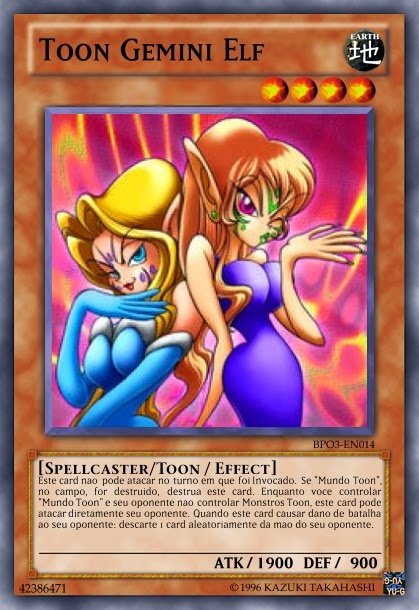 TOON GEMINI ELF
EARTH
地
BPO3-EN014
[SPELLCASTER/TOON / EFFECT]
Este card nao pode atacar no turno em que foi Invocado. Se "Mundo Toon",
no campo, for destruido, destrua este card. Enquanto voce controlar
"Mundo Toon" e seu oponente nao controlar Monstros Toon, este card pode
atacar diretamente seu oponente. Quando este card causar dano de batalha
ao seu oponente: descarte 1 card aleatoriamente da mao do seu oponente.
ATK / 1900 DEF / 900
42386471
©1996 KAZUKI TAKAHASHI